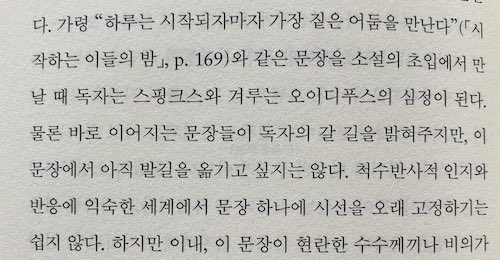 다. 가령 “하루는 시작되자마자 가장 짙은 어둠을 만난다”(「시
작하는 이들의 밤」, p. 169)와 같은 문장을 소설의 초입에서 만
날 때 독자는 스핑크스와 겨루는 오이디푸스의 심정이 된다.
물론 바로 이어지는 문장들이 독자의 갈 길을 밝혀주지만, 이
문장에서 아직 발길을 옮기고 싶지는 않다. 척수반사적 인지와
반응에 익숙한 세계에서 문장 하나에 시선을 오래 고정하기는
쉽지 않다. 하지만 이내, 이 문장이 현란한 수수께끼나 비의가